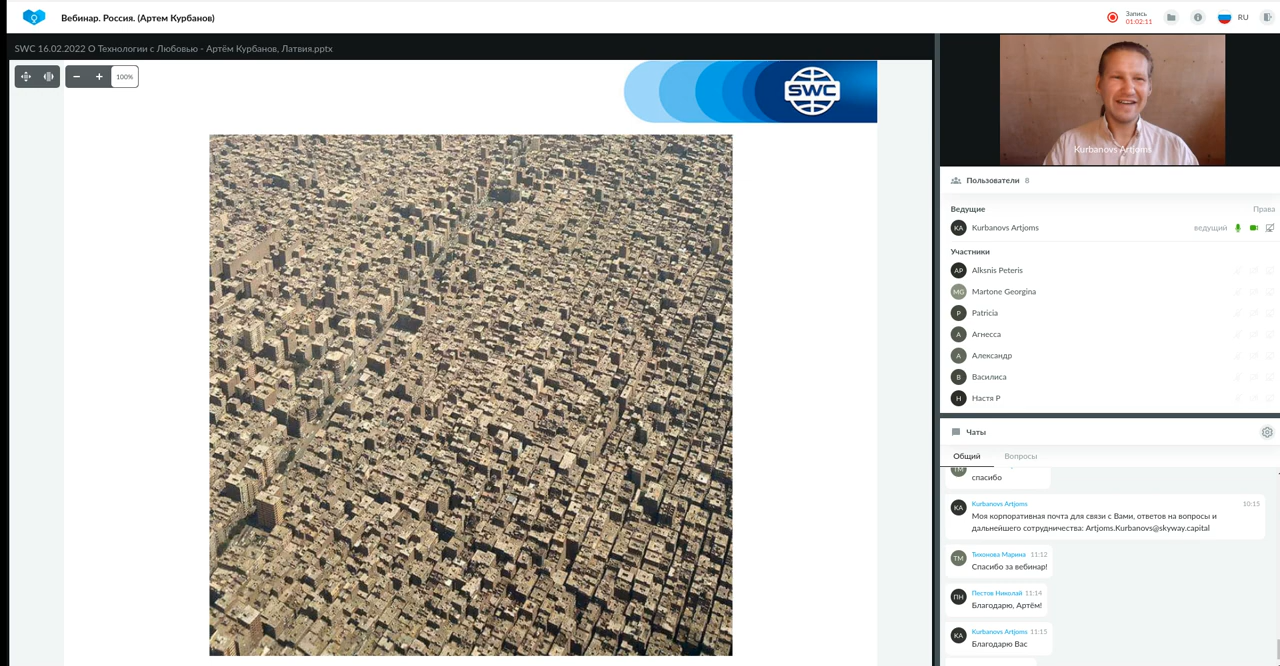 Вебинар. Россия. (Артем Курбанов)
Запись
01:02:11
RU
SWC 16.02.2022 О Технологии с Любовью - Артём Курбанов, Латвия.pptx
100%
SWC
Kurbanovs Artjoms
Пользователи 8
Ведущие
Права
KA Kurbanovs Artjoms
ведущий
Участники
AP Alksnis Peteris
MG Martone Georgina
P Patricia
А Агнесса
А Александр
В Василиса
Н Настя Р
Чаты
Общий
Вопросы
ТМ
спасибо
KA Kurbanovs Artjoms 10:15
Моя корпоративная почта для связи с Вами, ответов на вопросы и
дальнейшего сотрудничества: Artjoms.Kurbanovs@skyway.capital
ТМ Тихонова Марина 11:12
Спасибо за вебинар!
ПН Пестов Николай 11:14
Благодарю, Артём!
KA Kurbanovs Artjoms 11:15
Благодарю Вас